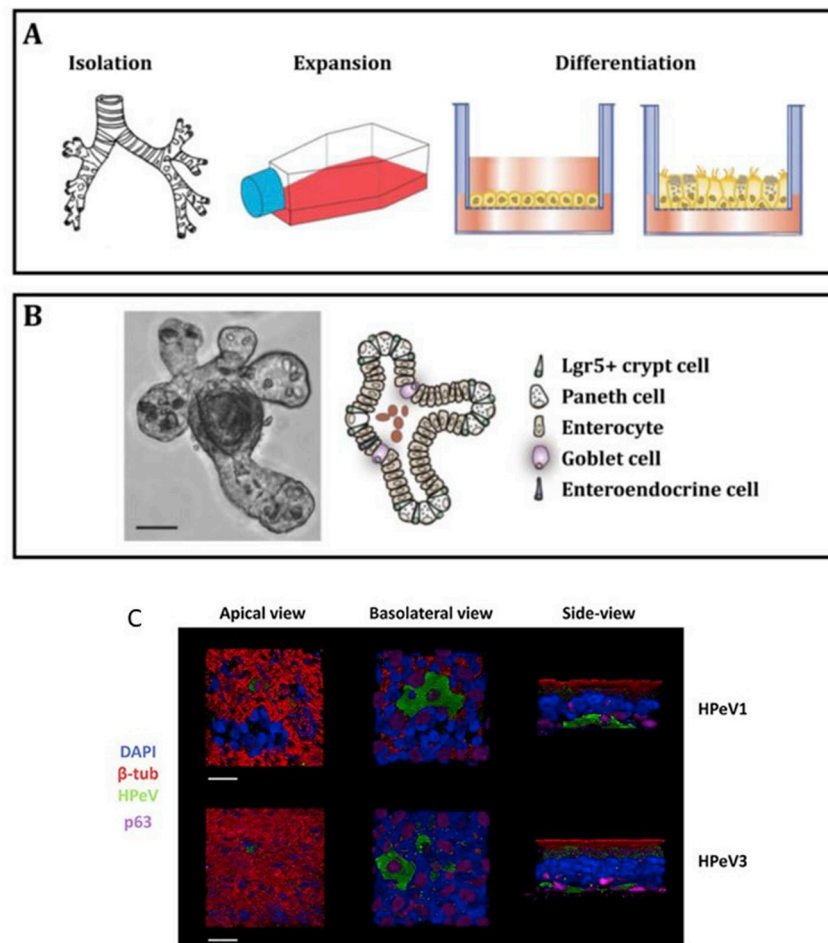 A
Isolation
Expansion
Differentiation
B
Lgr5+ crypt cell
Paneth cell
Enterocyte
Goblet cell
Enteroendocrine cell
C
Apical view
Basolateral view
Side-view
HPeV1
DAPI
β-tub
HPeV
p63
HPeV3